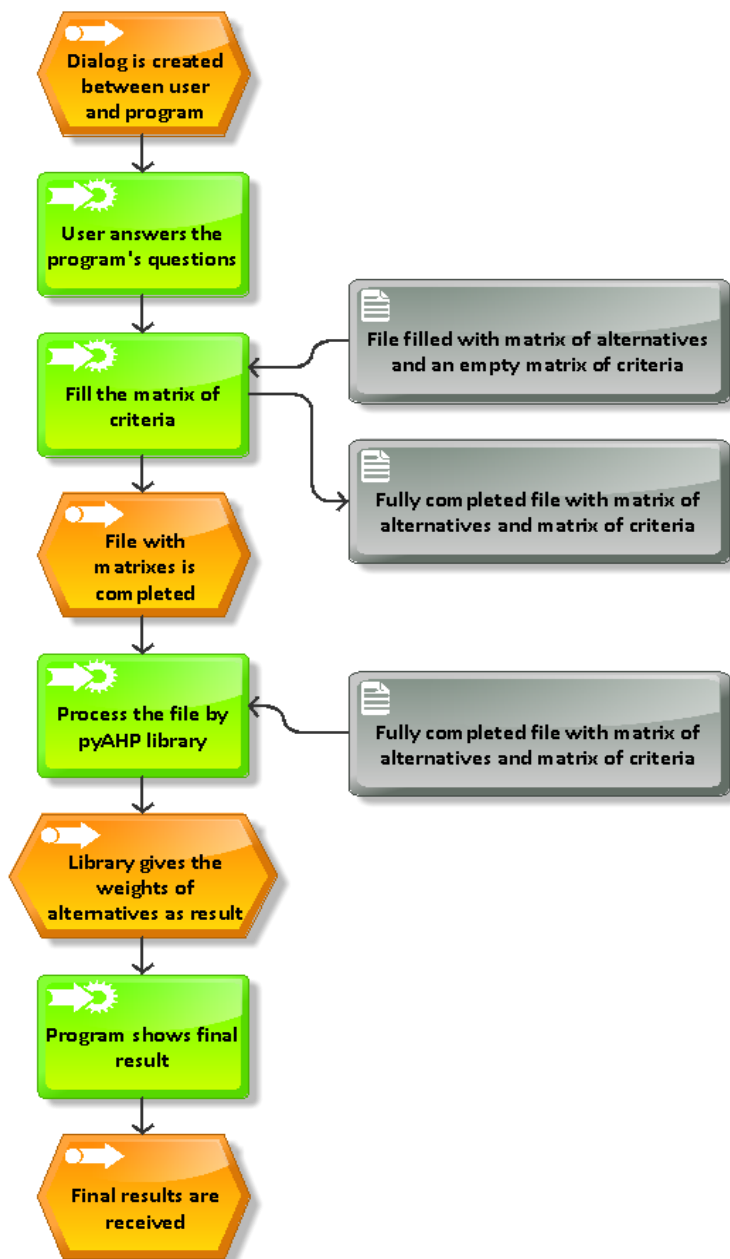 Dialog is created
between user
and program
User answers the
program's questions
File filled with matrix of alternatives
and an empty matrix of criteria
Fill the matrix of
criteria
Fully completed file with matrix of
alternatives and matrix of criteria
File with
matrixes is
completed
Process the file by
pyAHP library
Fully completed file with matrix of
alternatives and matrix of criteria
Library gives the
weights of
alternatives as result
Program shows final
result
Final results are
received